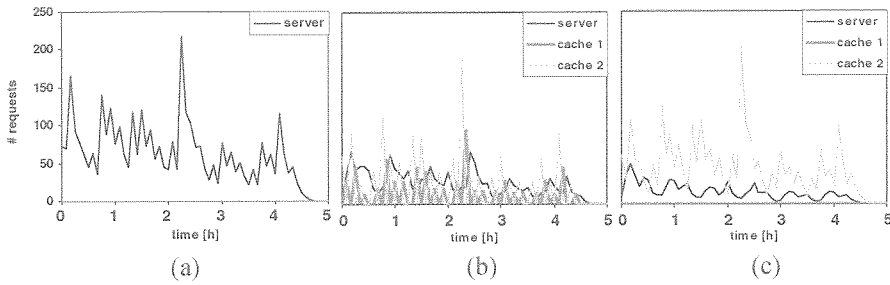 250
200
150
100
50
0
# requests
0 1 2 3 4 5
time [h]
server
(a)
server
cache 1
cache 2
0 1 2 3 4 5
time [h]
(b)
server
cache 1
cache 2
0 1 2 3 4 5
time [h]
(c)